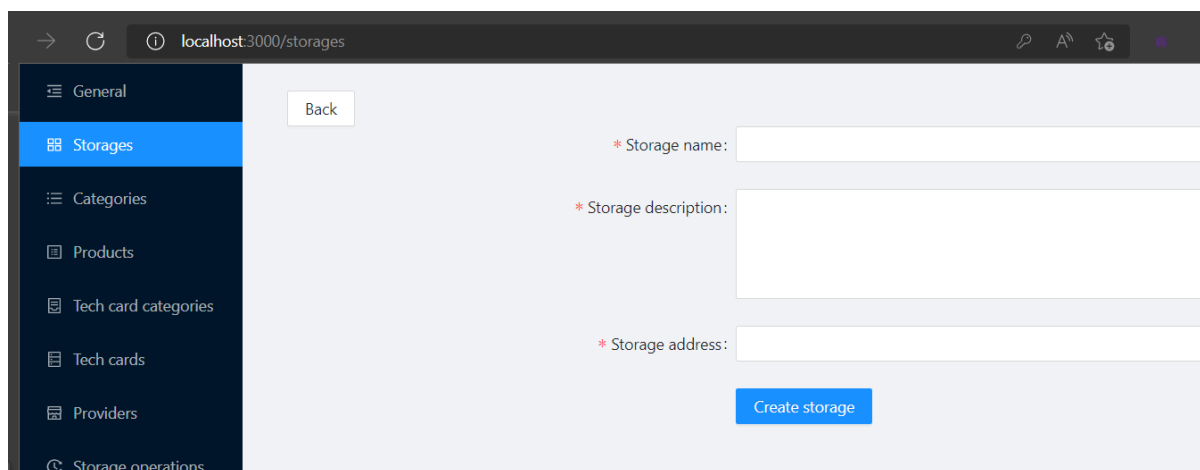 localhost:3000/storages
General
Back
Storages
* Storage name:
Categories
* Storage description:
Products
Tech card categories
* Storage address:
Tech cards
Create storage
Providers
Storage operations